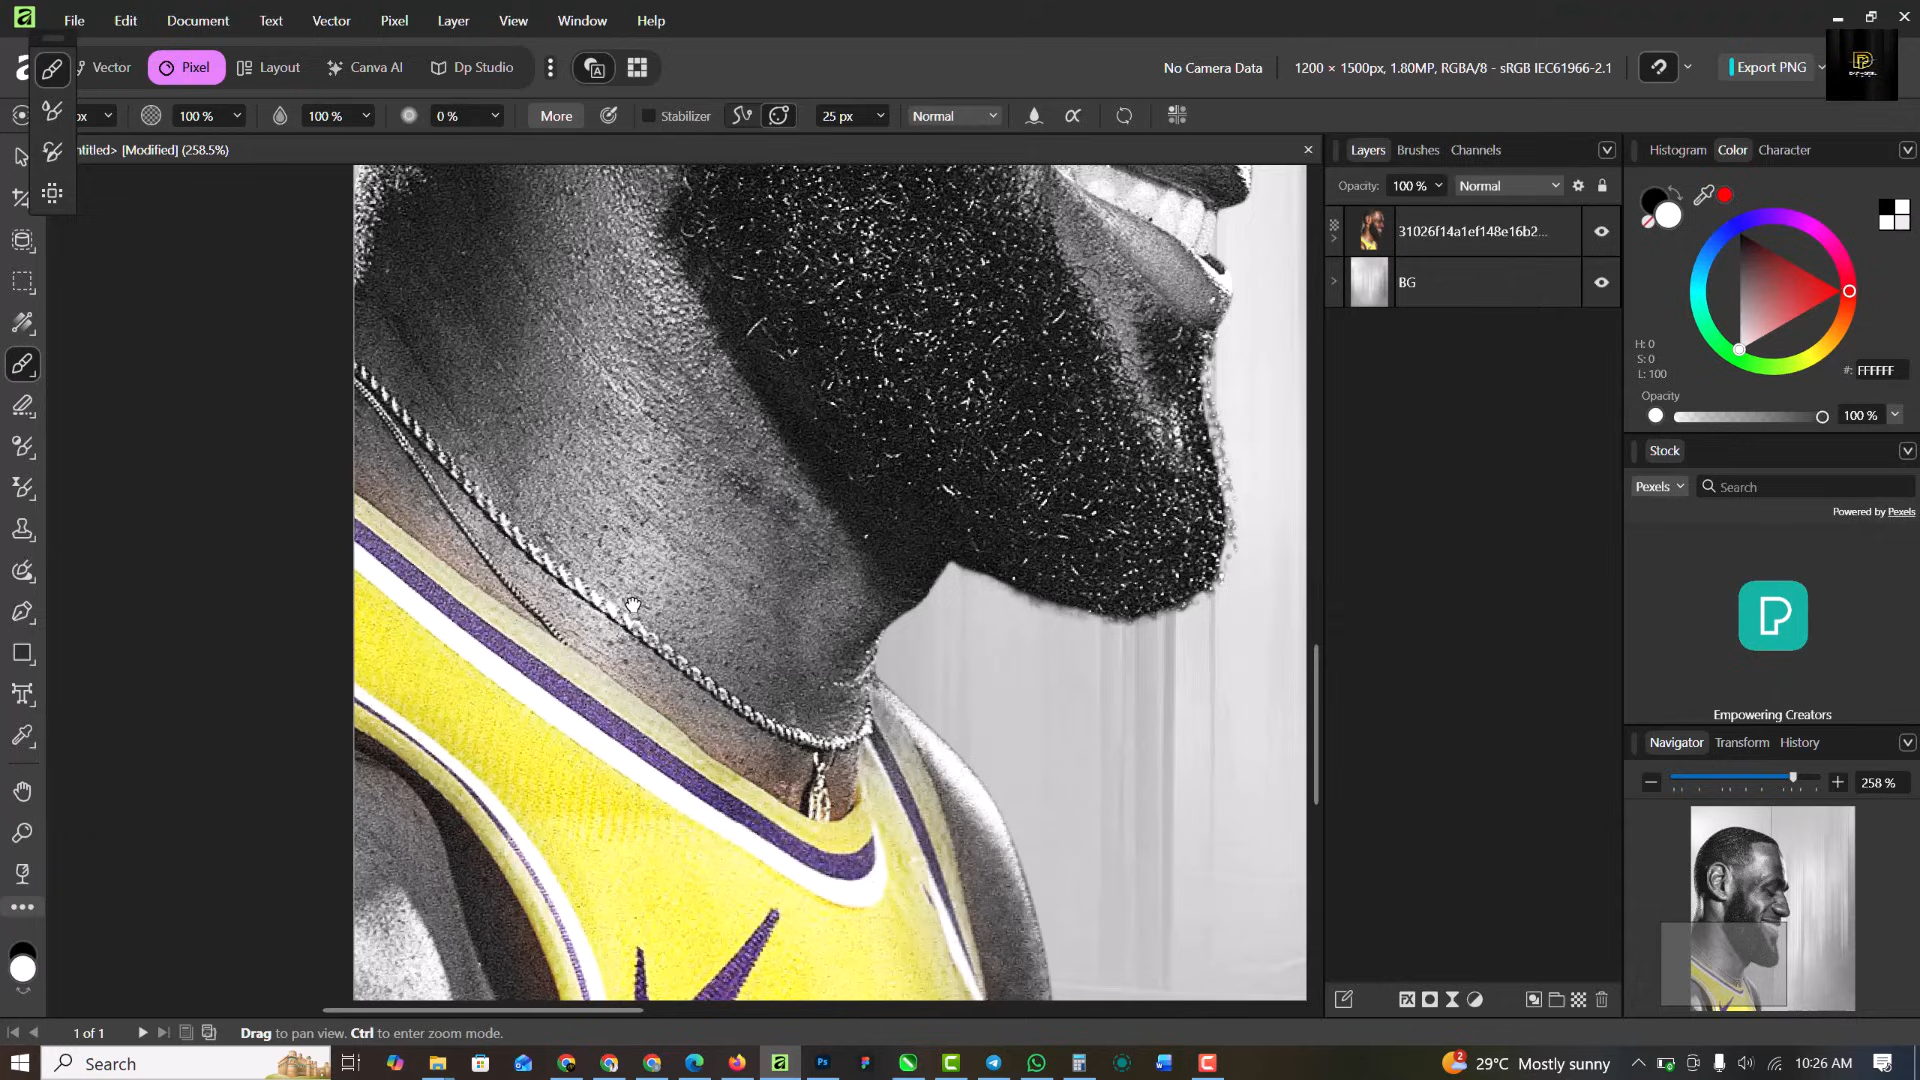 File Edit Document Text Vector Pixel Layer View Window Help
Vector Pixel Layout Canva AI Dp Studio No Camera Data 1200 × 1500px, 1.80MP, RGBA/8 - sRGB IEC61966-2.1 Export PNG
px 100 % 100 % 0 % More Stabilizer 25 px Normal
ntitled> [Modified] (258.5%)
Layers Brushes Channels
Opacity: 100 % Normal
31026f14a1ef148e16b2...
BG
Histogram Color Character
H: 0
S: 0
L: 100
#: FFFFFF
Opacity
100 %
Stock
Pexels Search
Powered by Pexels
Empowering Creators
Navigator Transform History
258 %
1 of 1 Drag to pan view. Ctrl to enter zoom mode.
Search 29°C Mostly sunny 10:26 AM